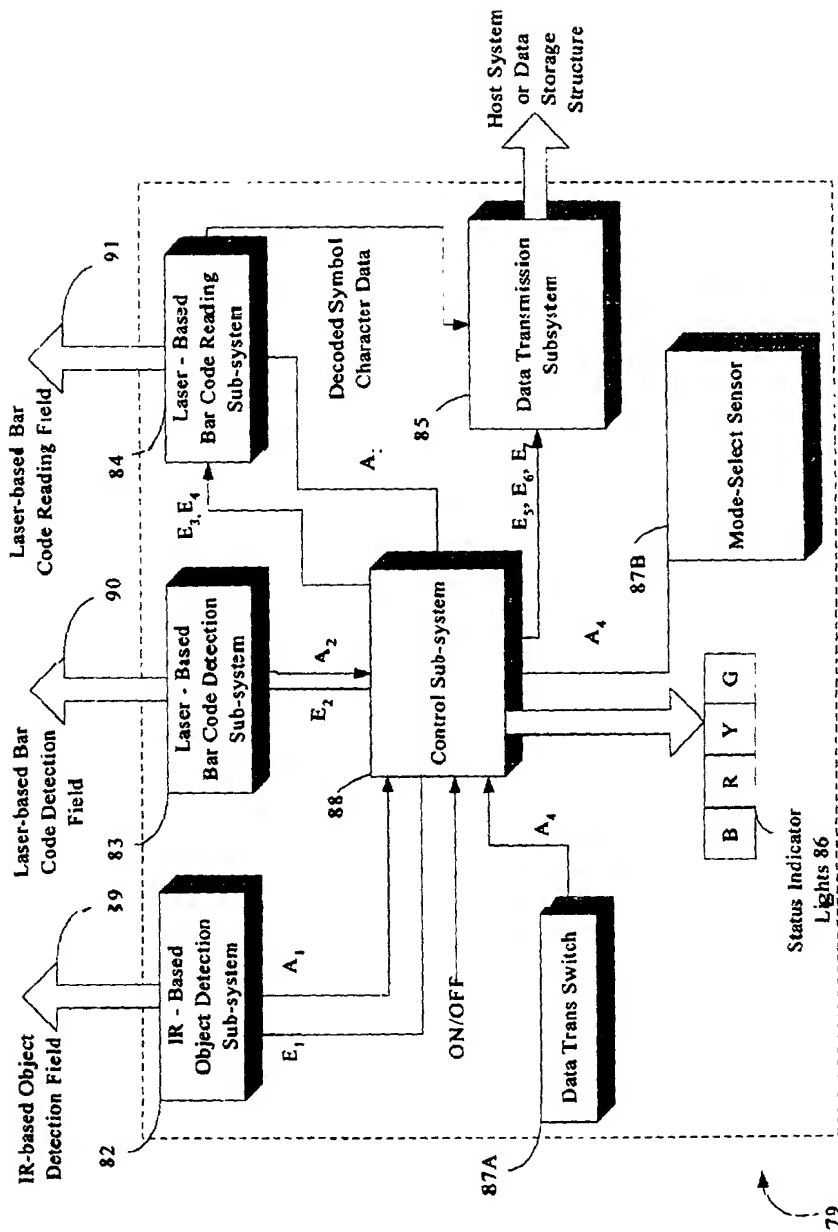 IR-based Object
Detection Field
Laser-based Bar
Code Detection
Field
Laser-based Bar
Code Reading Field
39
90
91
82
83
84
IR - Based
Object Detection
Sub-system
Laser - Based
Bar Code Detection
Sub-system
Laser - Based
Bar Code Reading
Sub-system
E₁
A₁
E₂
A₂
E₃, E₄
Decoded Symbol
Character Data
Host System
or Data
Storage
Structure
ON/OFF
88
Control Sub-system
E₅, E₆, E₇
85
Data Transmission
Subsystem
87A
Data Trans Switch
A₄
A₄
87B
Mode-Select Sensor
B R Y G
Status Indicator
Lights 86
79